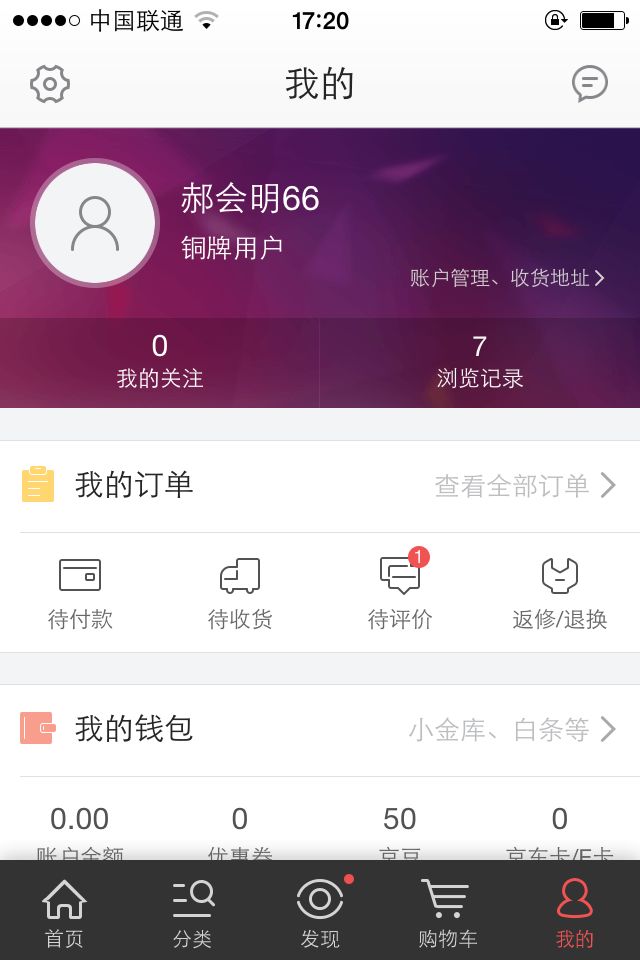 中国联通 17:20
我的
郝会明66
铜牌用户
账户管理、收货地址
0 7
我的关注 浏览记录
我的订单 查看全部订单
1
待付款 待收货 待评价 返修/退换
我的钱包 小金库、白条等
0.00 0 50 0
账户金额 优惠券 京豆 京东卡/E卡
首页 分类 发现 购物车 我的